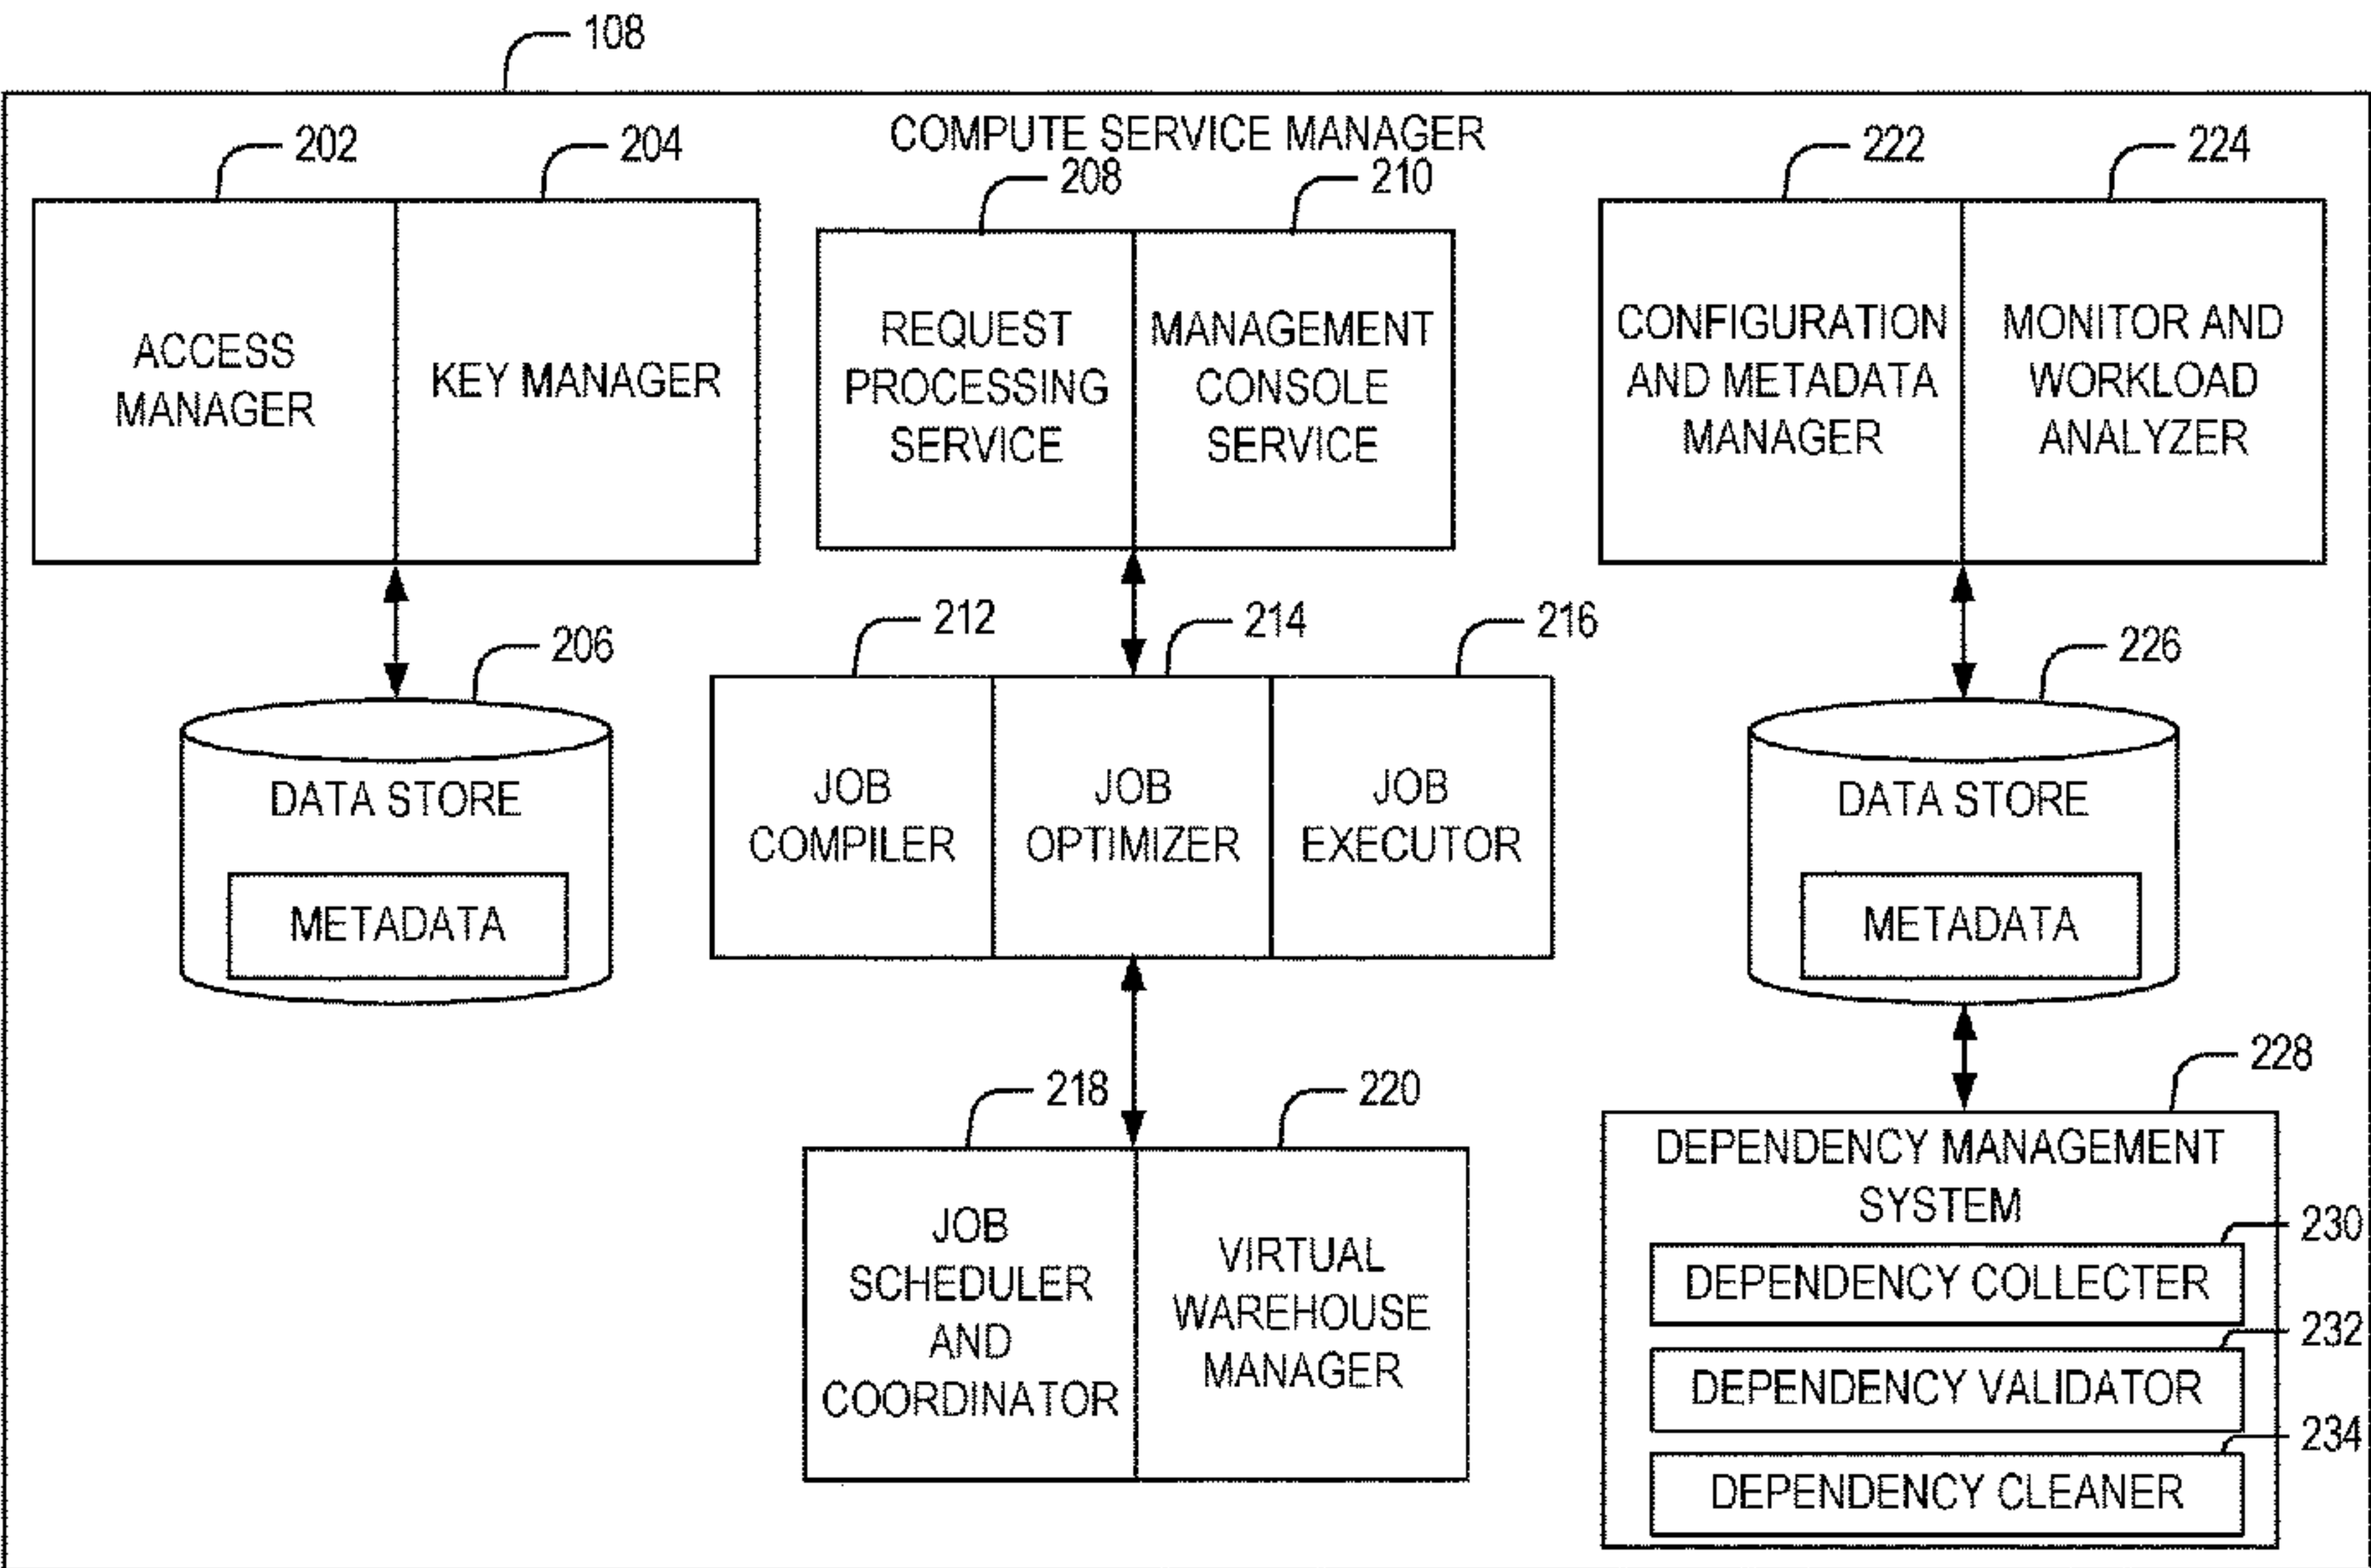 108
COMPUTE SERVICE MANAGER
202
204
208
210
222
224
ACCESS
MANAGER
KEY MANAGER
REQUEST
PROCESSING
SERVICE
MANAGEMENT
CONSOLE
SERVICE
CONFIGURATION
AND METADATA
MANAGER
MONITOR AND
WORKLOAD
ANALYZER
206
212
214
216
226
DATA STORE
METADATA
JOB
COMPILER
JOB
OPTIMIZER
JOB
EXECUTOR
DATA STORE
METADATA
218
220
228
JOB
SCHEDULER
AND
COORDINATOR
VIRTUAL
WAREHOUSE
MANAGER
DEPENDENCY MANAGEMENT
SYSTEM
230
DEPENDENCY COLLECTER
232
DEPENDENCY VALIDATOR
234
DEPENDENCY CLEANER